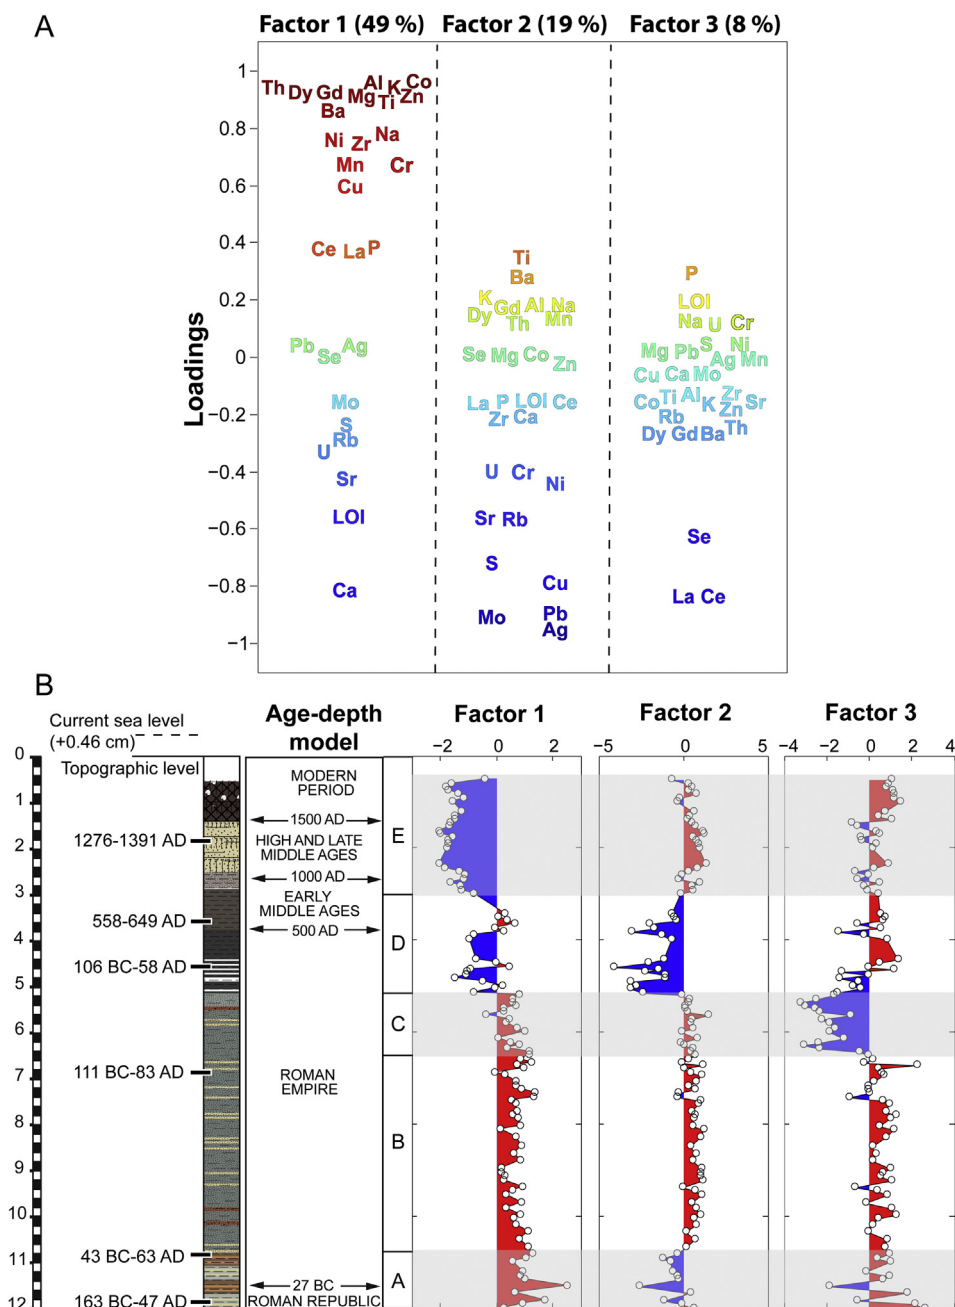 A
Factor 1 (49 %) Factor 2 (19 %) Factor 3 (8 %)
Loadings
1
0.8
0.6
0.4
0.2
0
−0.2
−0.4
−0.6
−0.8
−1
Th Dy Gd Mg Al K Co
Ba Ti Zn
Ni Zr Na
Mn Cr
Cu
Ce La P
Pb Se Ag
Mo
S
U Rb
Sr
LOI
Ca
Ti
Ba
K Gd Al Na
Dy Th Mn
Se Mg Co Zn
La P LOI Ce
Zr Ca
U Cr Ni
Sr Rb
S
Cu
Mo Pb
Ag
P
LOI
Na U Cr
Mg Pb S Ni
Ag Mn
Cu Ca Mo
Co Ti Al K Zr Zn Sr
Rb
Dy Gd Ba Th
Se
La Ce
B
Current sea level
(+0.46 cm)
Topographic level
Age-depth
model
Factor 1
Factor 2
Factor 3
−2 0 2
−5 0 5
−4 −2 0 2 4
0
1
2
3
4
5
6
7
8
9
10
11
12
1276-1391 AD
558-649 AD
106 BC-58 AD
111 BC-83 AD
43 BC-63 AD
163 BC-47 AD
MODERN
PERIOD
1500 AD
HIGH AND LATE
MIDDLE AGES
1000 AD
EARLY
MIDDLE AGES
500 AD
ROMAN
EMPIRE
27 BC
ROMAN REPUBLIC
E
D
C
B
A